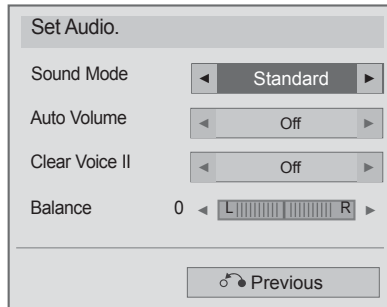 Set Audio.
Sound Mode ◄ Standard ►
Auto Volume ◄ Off ►
Clear Voice II ◄ Off ►
Balance 0 ◄ L R ►
Previous